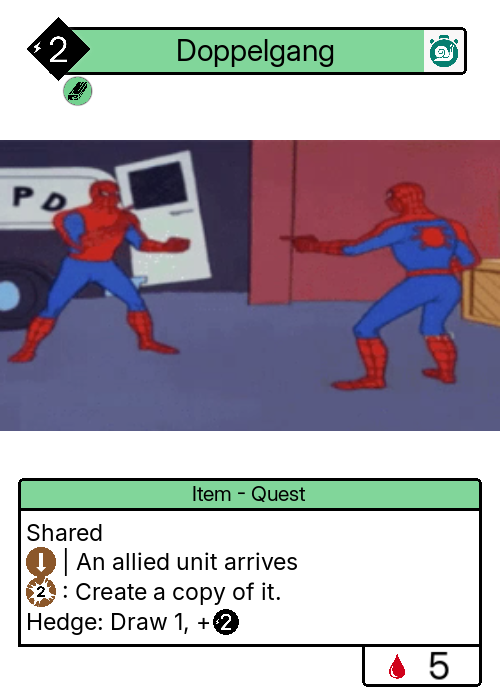 2 Doppelgang
P D
Item - Quest
Shared
| An allied unit arrives
2 : Create a copy of it.
Hedge: Draw 1, +2
5